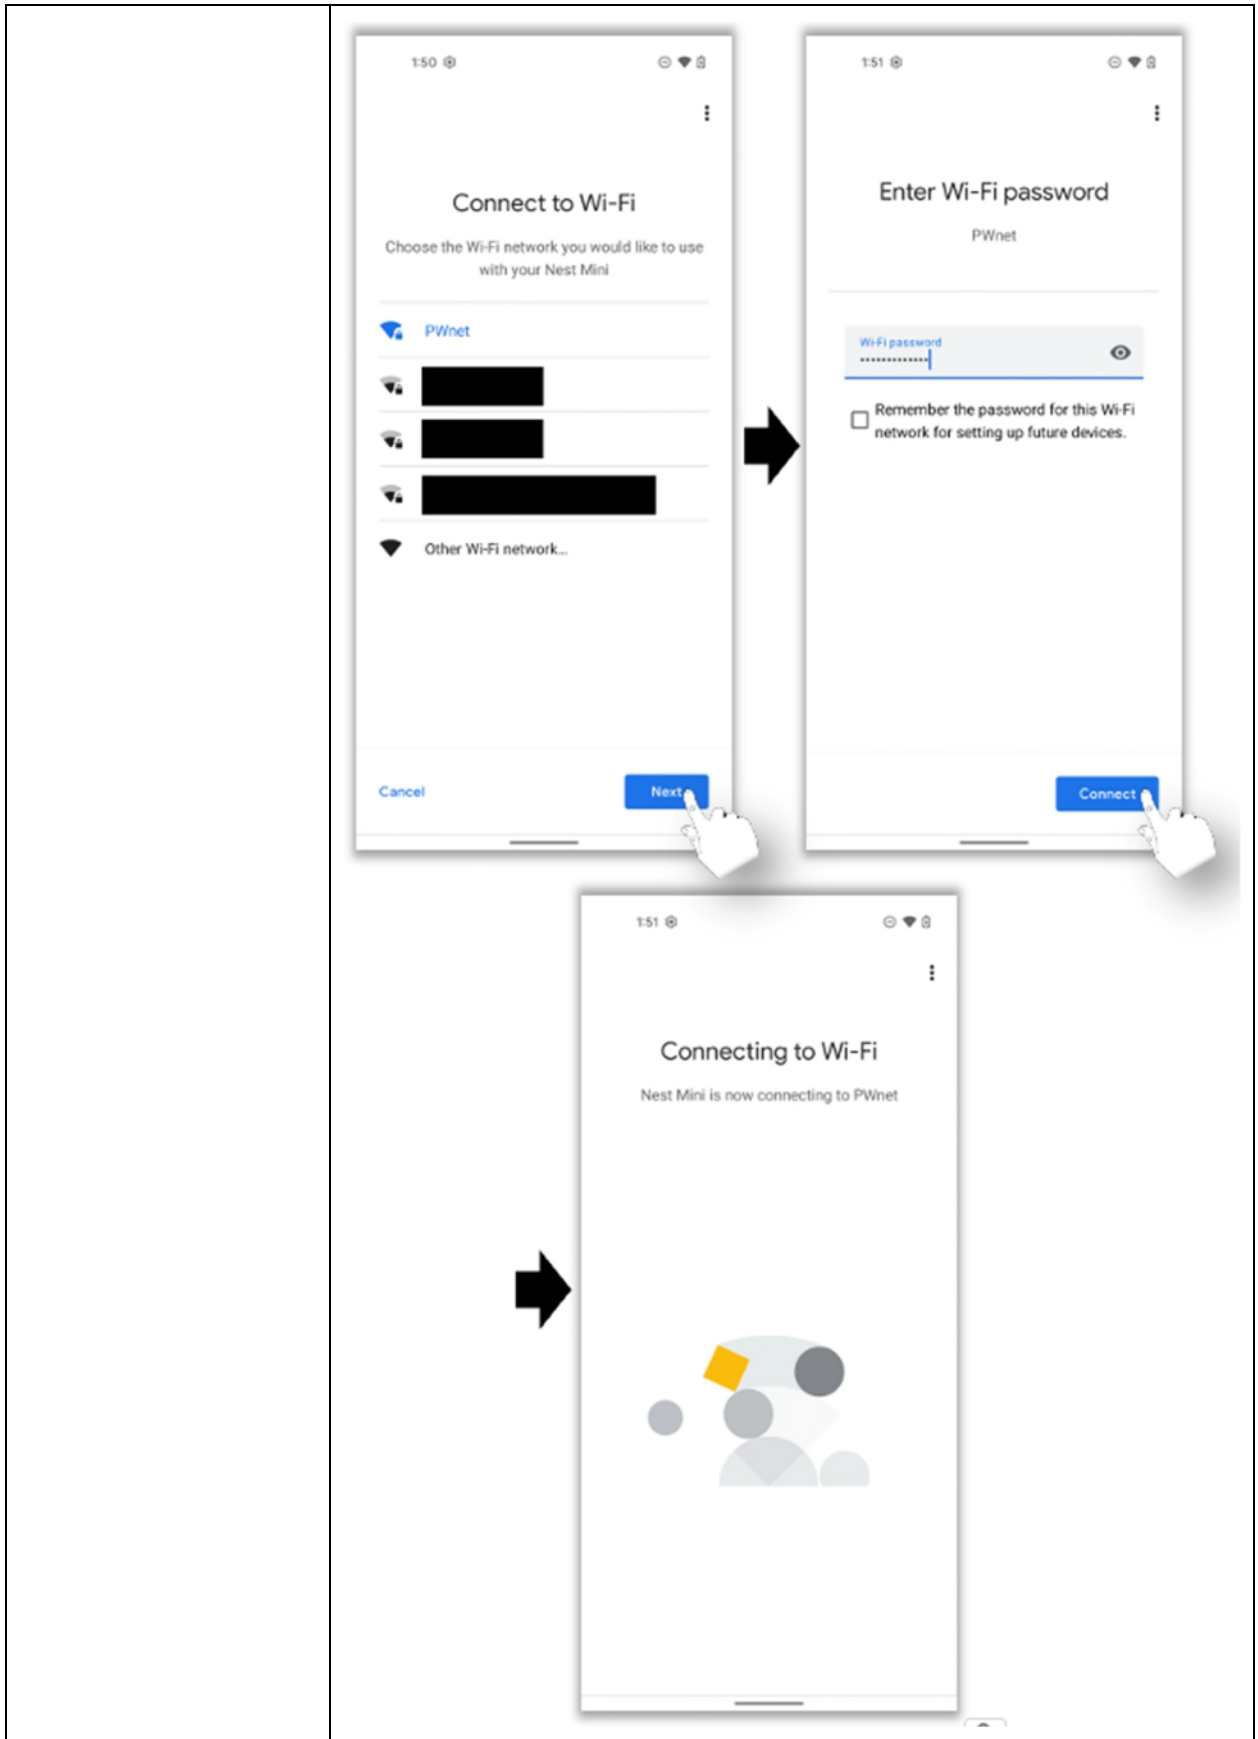 1:50
Connect to Wi-Fi
Choose the Wi-Fi network you would like to use
with your Nest Mini
PWnet
Other Wi-Fi network...
Cancel
Next
1:51
Enter Wi-Fi password
PWnet
Wi-Fi password
•••••••••••••
Remember the password for this Wi-Fi
network for setting up future devices.
Connect
1:51
Connecting to Wi-Fi
Nest Mini is now connecting to PWnet